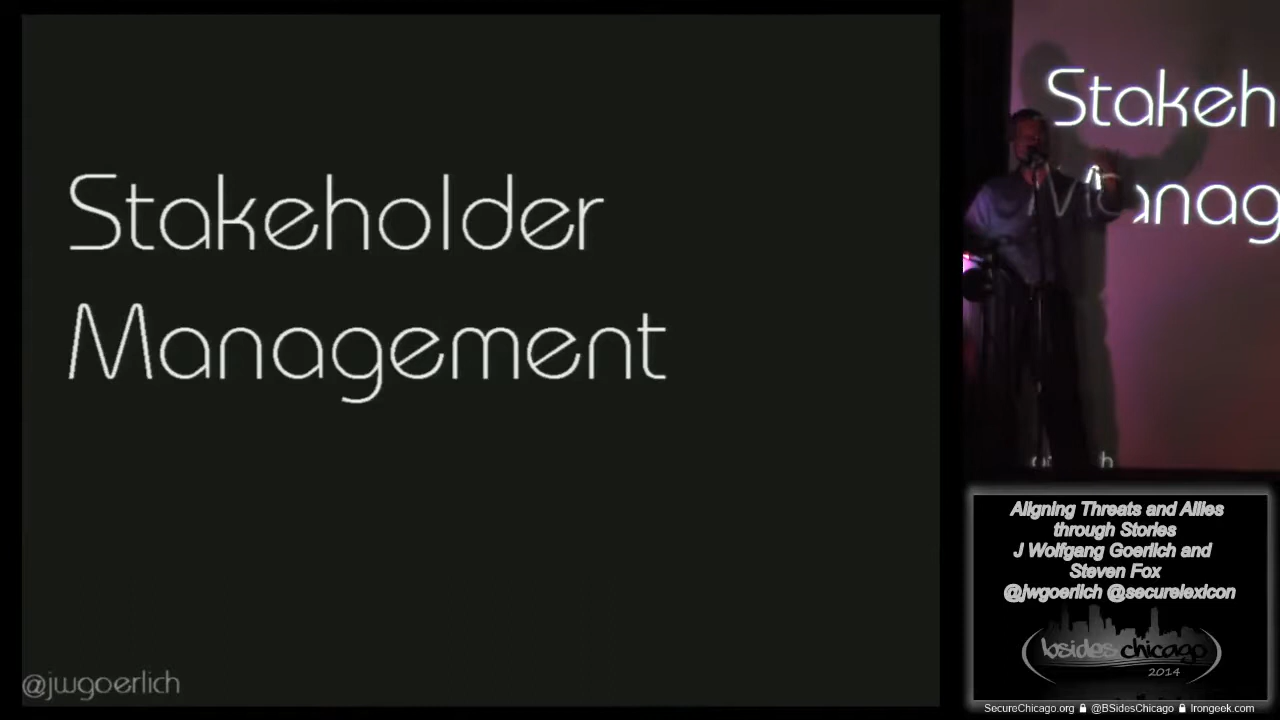 Stakeholder
Management
@jwgoerlich
Stakeh
Manag
Aligning Threats and Allies
through Stories
J Wolfgang Goerlich and
Steven Fox
@jwgoerlich @securelexicon
bsides chicago
2014
SecureChicago.org @BSidesChicago Irongeek.com